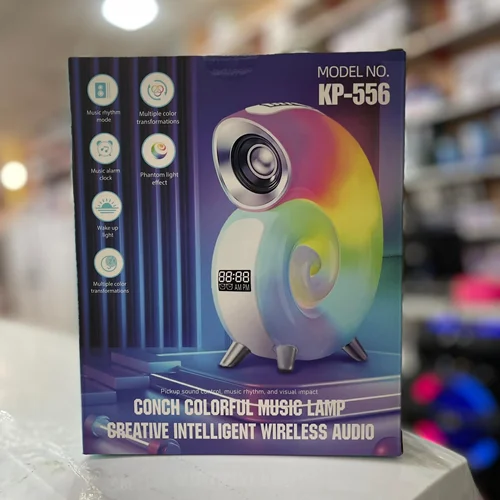 MODEL NO.
KP-556
Music rhythm
mode
Multiple color
transformations
Music alarm
clock
Phantom light
effect
Wake up
light
Multiple color
transformations
88:88
AM PM
Pickup sound control, music rhythm, and visual impact
CONCH COLORFUL MUSIC LAMP
CREATIVE INTELLIGENT WIRELESS AUDIO